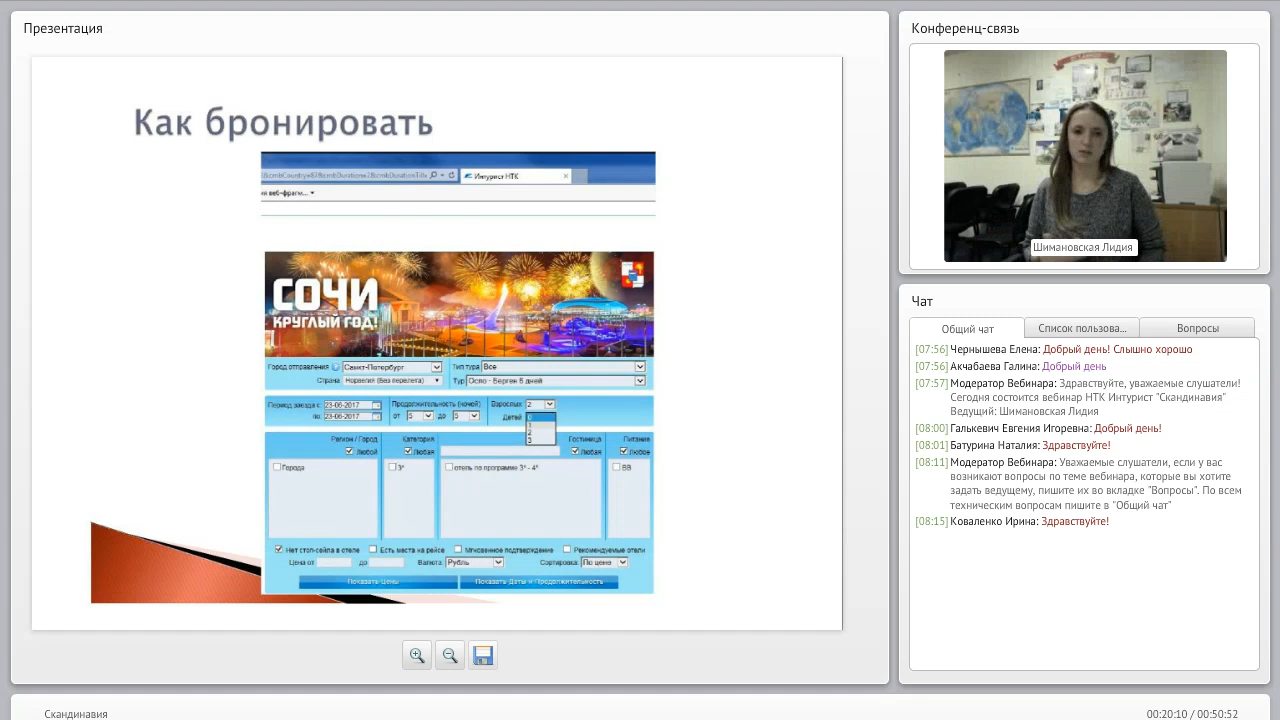 Презентация
Как бронировать
Интурист НТК
СОЧИ
КРУГЛЫЙ ГОД!
Город отправления
Санкт-Петербург
Тип тура
Все
Страна
Норвегия (без перелета)
Тур
Осло - Берген 6 дней
Период заезда с:
23-06-2017
Продолжительность (ночей)
Взрослых
2
по:
23-06-2017
от
5
до
5
Детей
1
2
3
Регион / Город
Категория
Гостиница
Питание
Любой
Любая
Любая
Любое
Города
3*
отель по программе 3* - 4*
BB
Нет стоп-сейла в отеле
Есть места на рейсе
Мгновенное подтверждение
Рекомендуемые отели
Цена от
до
Валюта:
Рубль
Сортировка:
По цене
Показать Цены
Показать Даты и Продолжительность
Конференц-связь
Шимановская Лидия
Чат
Общий чат
Список пользова...
Вопросы
[07:56] Чернышева Елена: Добрый день! Слышно хорошо
[07:56] Акчабаева Галина: Добрый день
[07:57] Модератор Вебинара: Здравствуйте, уважаемые слушатели!
Сегодня состоится вебинар НТК Интурист "Скандинавия"
Ведущий: Шимановская Лидия
[08:00] Галькевич Евгения Игоревна: Добрый день!
[08:01] Батурина Наталия: Здравствуйте!
[08:11] Модератор Вебинара: Уважаемые слушатели, если у вас
возникают вопросы по теме вебинара, которые вы хотите
задать ведущему, пишите их во вкладке "Вопросы". По всем
техническим вопросам пишите в "Общий чат"
[08:15] Коваленко Ирина: Здравствуйте!
Скандинавия
00:20:10 / 00:50:52